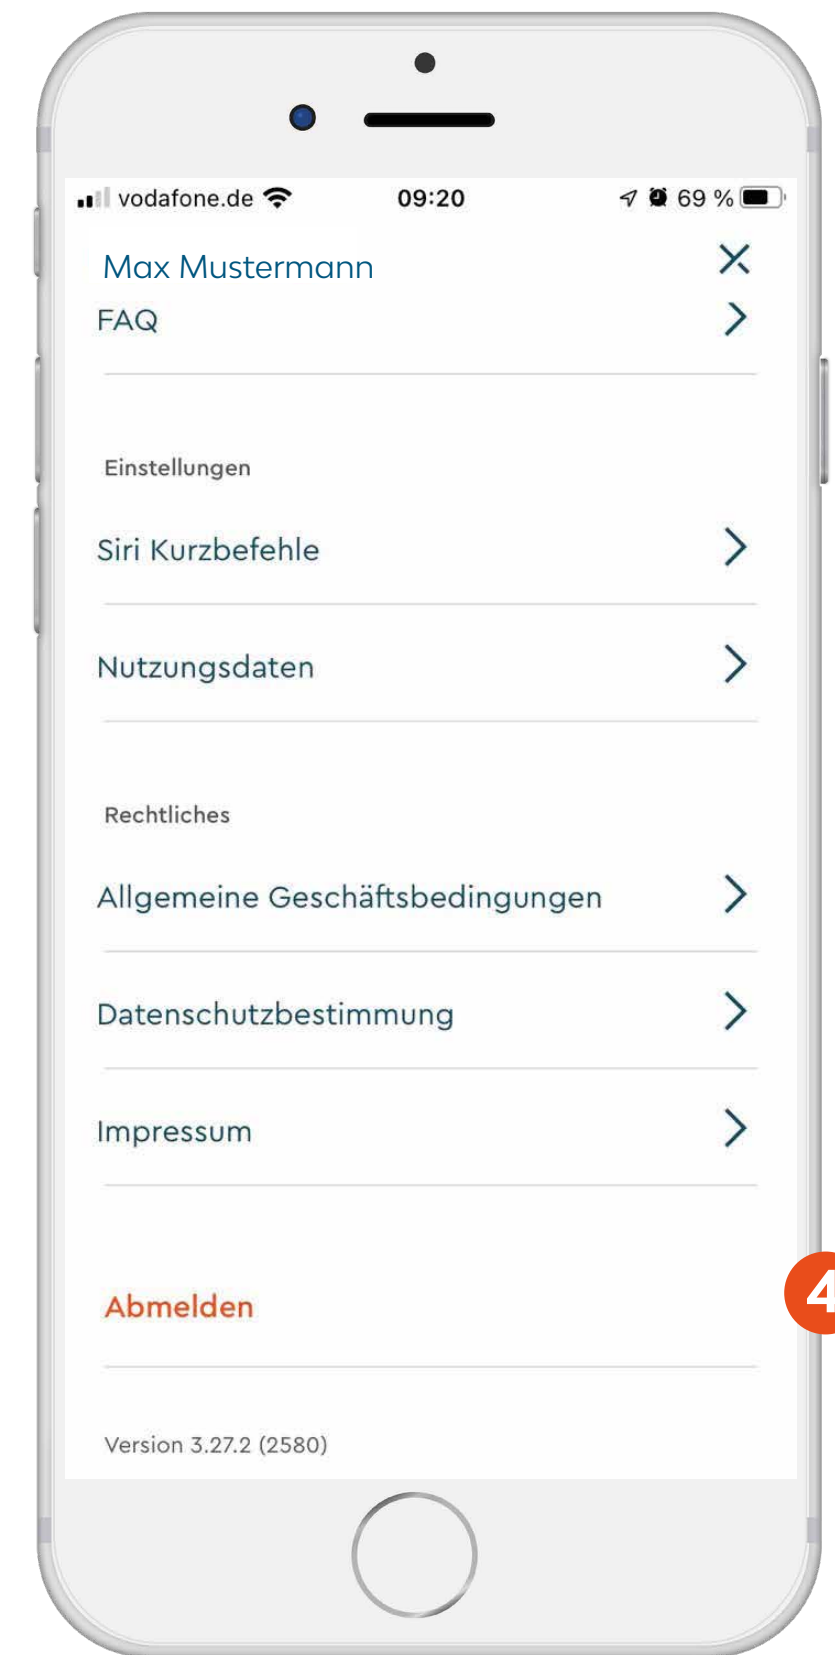 vodafone.de 09:20 69 %
Max Mustermann
FAQ
Einstellungen
Siri Kurzbefehle
Nutzungsdaten
Rechtliches
Allgemeine Geschäftsbedingungen
Datenschutzbestimmung
Impressum
4
Abmelden
Version 3.27.2 (2580)